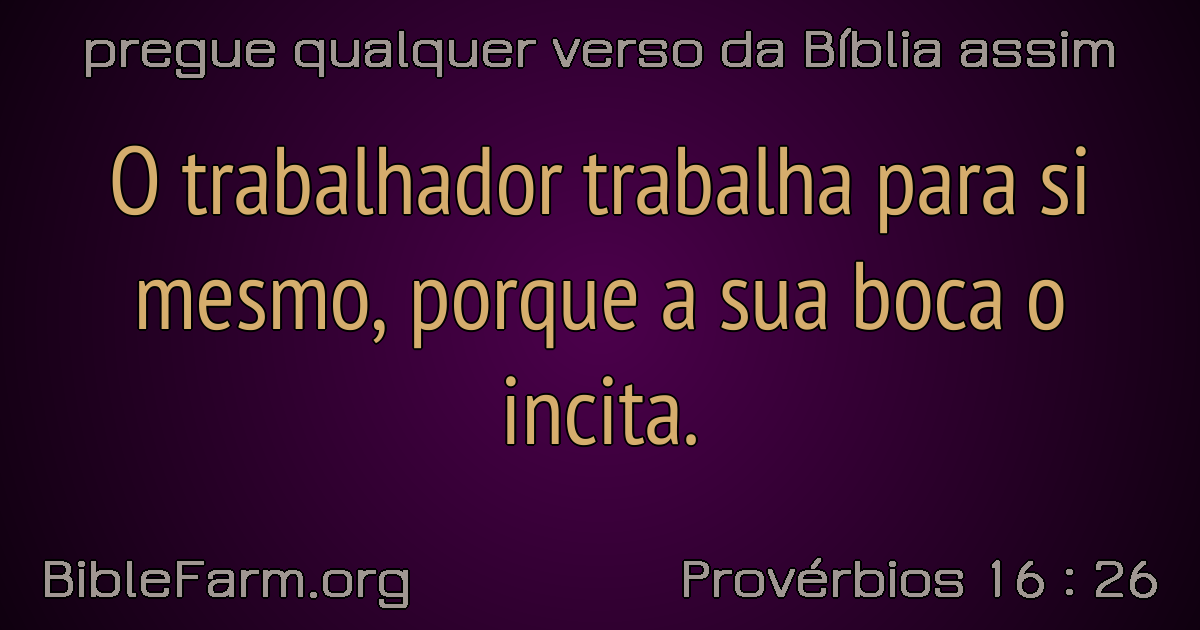 pregue qualquer verso da Bíblia assim
O trabalhador trabalha para si
mesmo, porque a sua boca o
incita.
BibleFarm.org
Provérbios 16 : 26